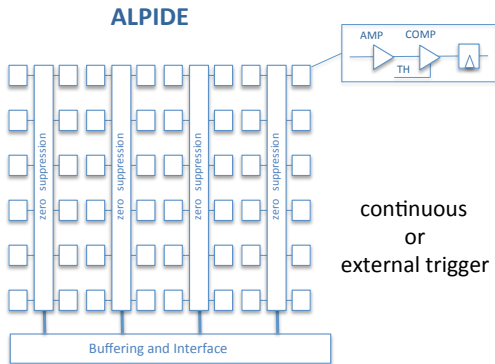 ALPIDE
AMP
COMP
TH
zero suppression
zero suppression
zero suppression
zero suppression
continuous
or
external trigger
Buffering and Interface